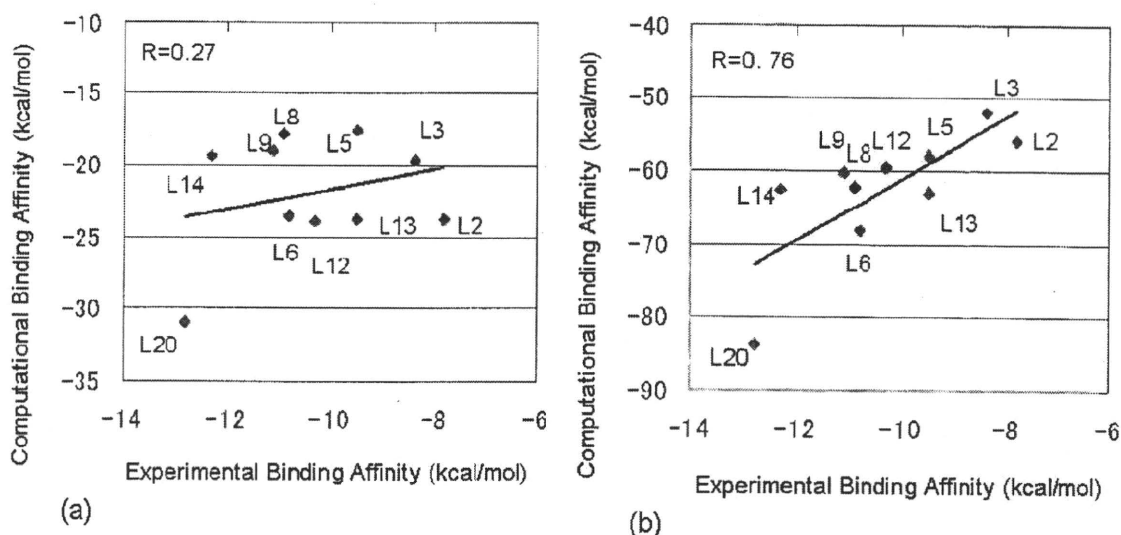 -10
R=0.27
L8
-15
L9
L5
L3
-20
L14
-25
L6
L12
L13
L2
-30
L20
-35
-14
-12
-10
-8
-6
Computational Binding Affinity (kcal/mol)
Experimental Binding Affinity (kcal/mol)
(a)
-40
R=0. 76
L3
-50
L5
L9
L12
L8
L2
-60
L14
L13
-70
L6
-80
L20
-90
-14
-12
-10
-8
-6
Computational Binding Affinity (kcal/mol)
Experimental Binding Affinity (kcal/mol)
(b)